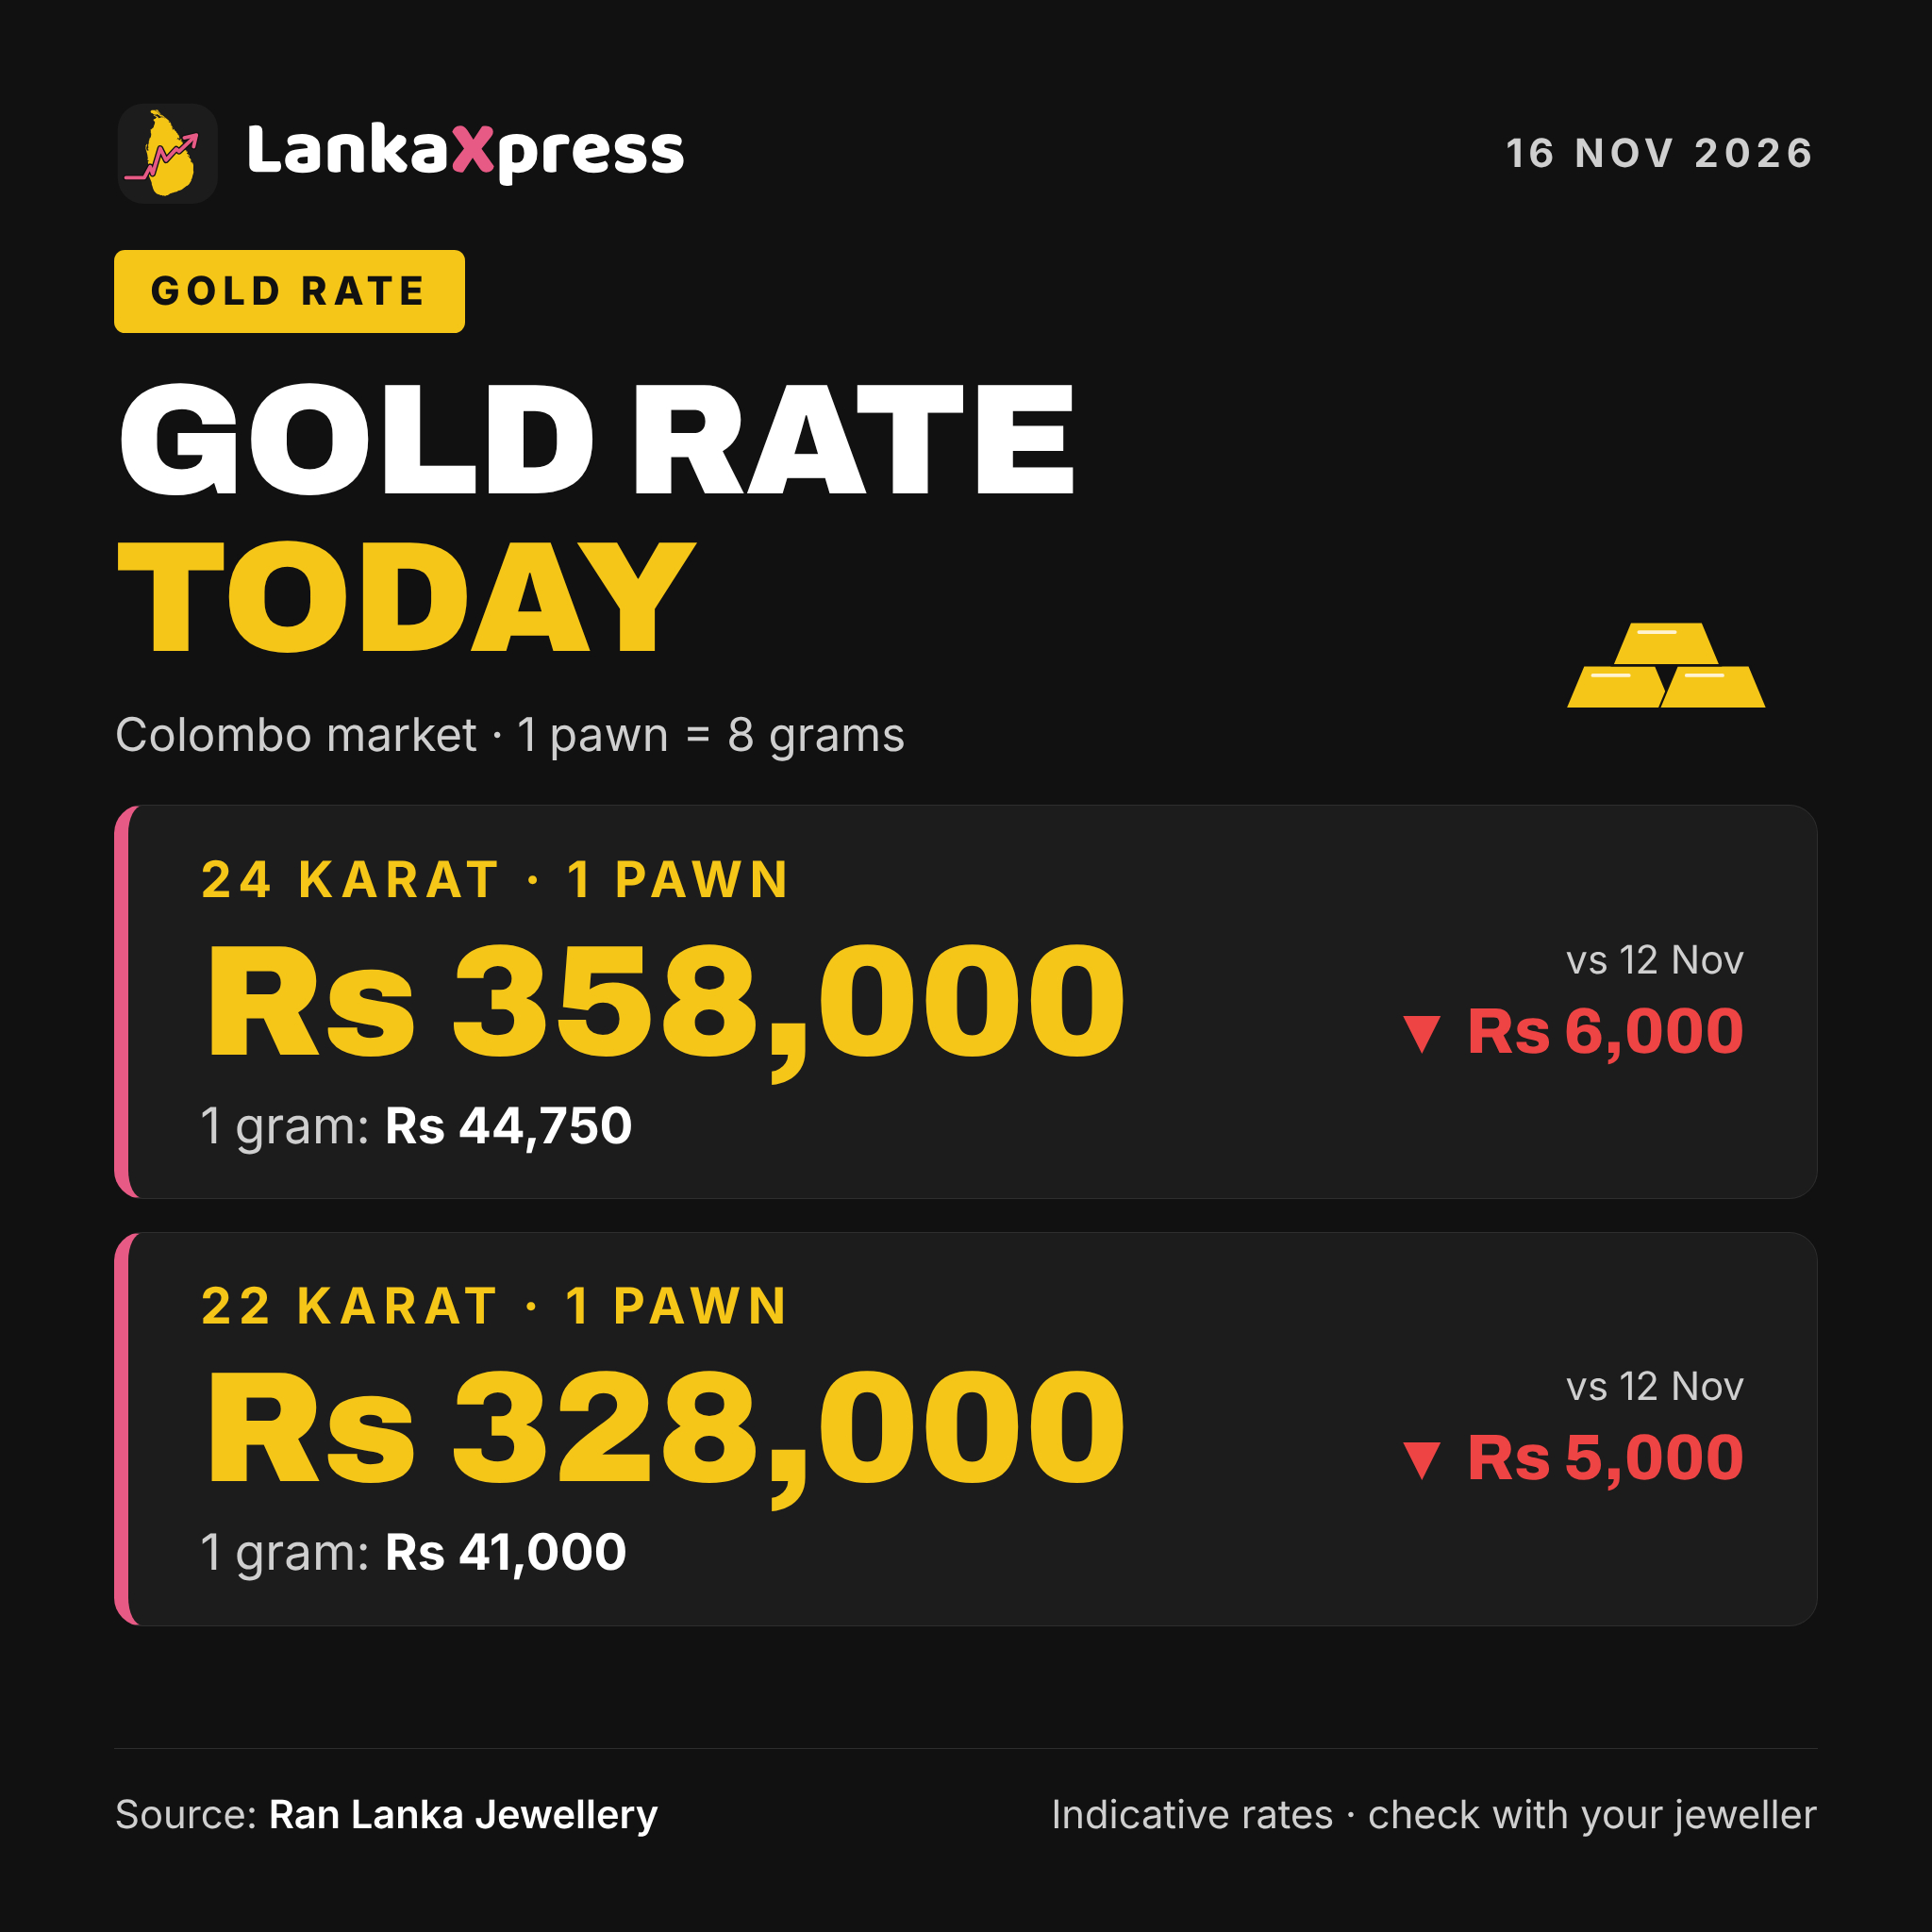 LankaXpress
16 NOV 2026
GOLD RATE
GOLD RATE
TODAY
Colombo market · 1 pawn = 8 grams
24 KARAT · 1 PAWN
Rs 358,000
1 gram: Rs 44,750
vs 12 Nov
▼ Rs 6,000
22 KARAT · 1 PAWN
Rs 328,000
1 gram: Rs 41,000
vs 12 Nov
▼ Rs 5,000
Source: Ran Lanka Jewellery
Indicative rates · check with your jeweller